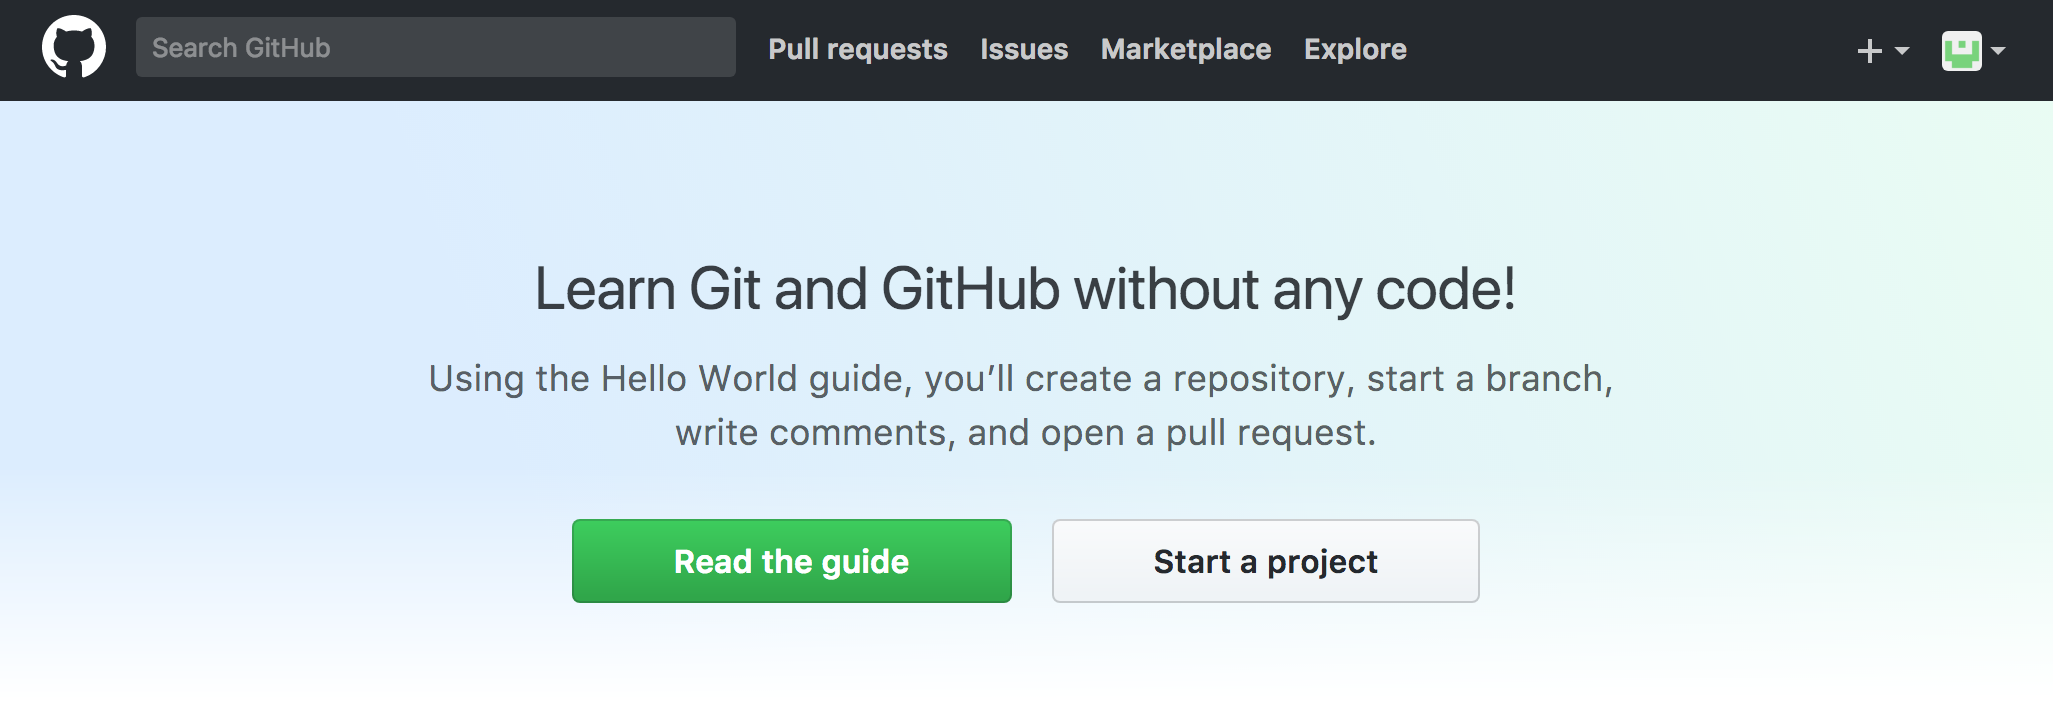 Search GitHub
Pull requests
Issues
Marketplace
Explore
Learn Git and GitHub without any code!
Using the Hello World guide, you’ll create a repository, start a branch,
write comments, and open a pull request.
Read the guide
Start a project